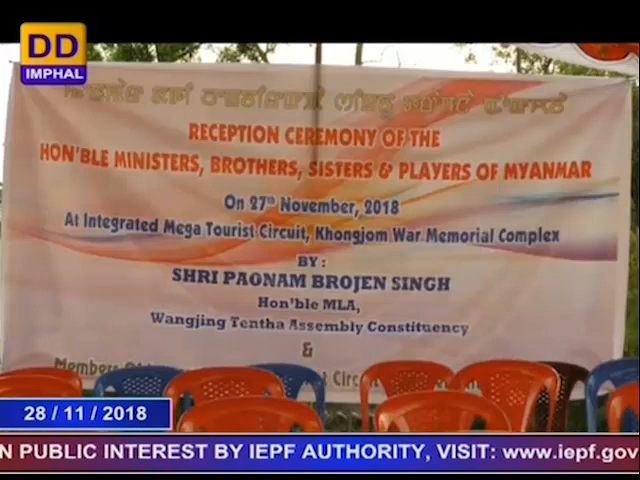 DD
IMPHAL
RECEPTION CEREMONY OF THE
HON'BLE MINISTERS, BROTHERS, SISTERS & PLAYERS OF MYANMAR
On 27th November, 2018
At Integrated Mega Tourist Circuit, Khongjom War Memorial Complex
BY :
SHRI PAONAM BROJEN SINGH
Hon'ble MLA,
Wangjing Tentha Assembly Constituency
&
Members
28 / 11 / 2018
N PUBLIC INTEREST BY IEPF AUTHORITY, VISIT: www.iepf.gov